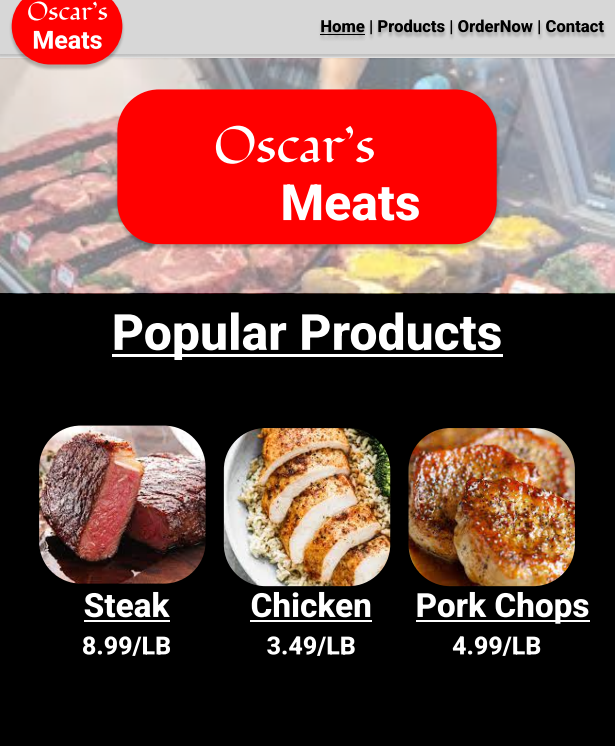 Oscar's
Meats
Home | Products | OrderNow | Contact
Oscar's
Meats
Popular Products
Steak
Chicken
Pork Chops
8.99/LB
3.49/LB
4.99/LB